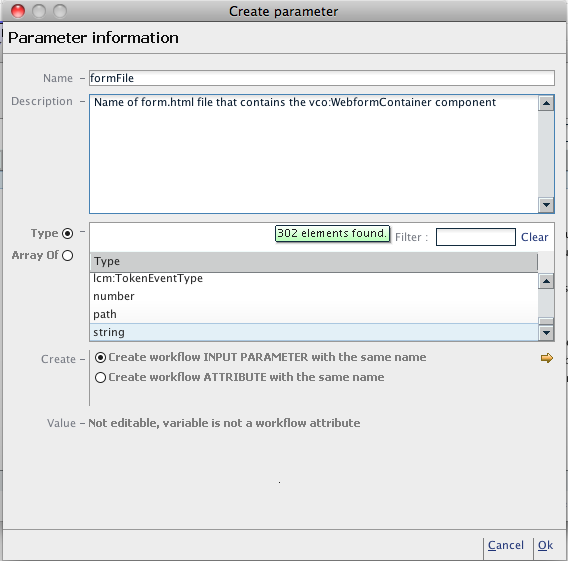 Create parameter
Parameter information
Name – formFile
Description – Name of form.html file that contains the vco:WebformContainer component
Type –
302 elements found. Filter : Clear
Array Of
Type
lcm:TokenEventType
number
path
string
Create – Create workflow INPUT PARAMETER with the same name
Create workflow ATTRIBUTE with the same name
Value – Not editable, variable is not a workflow attribute
Cancel Ok